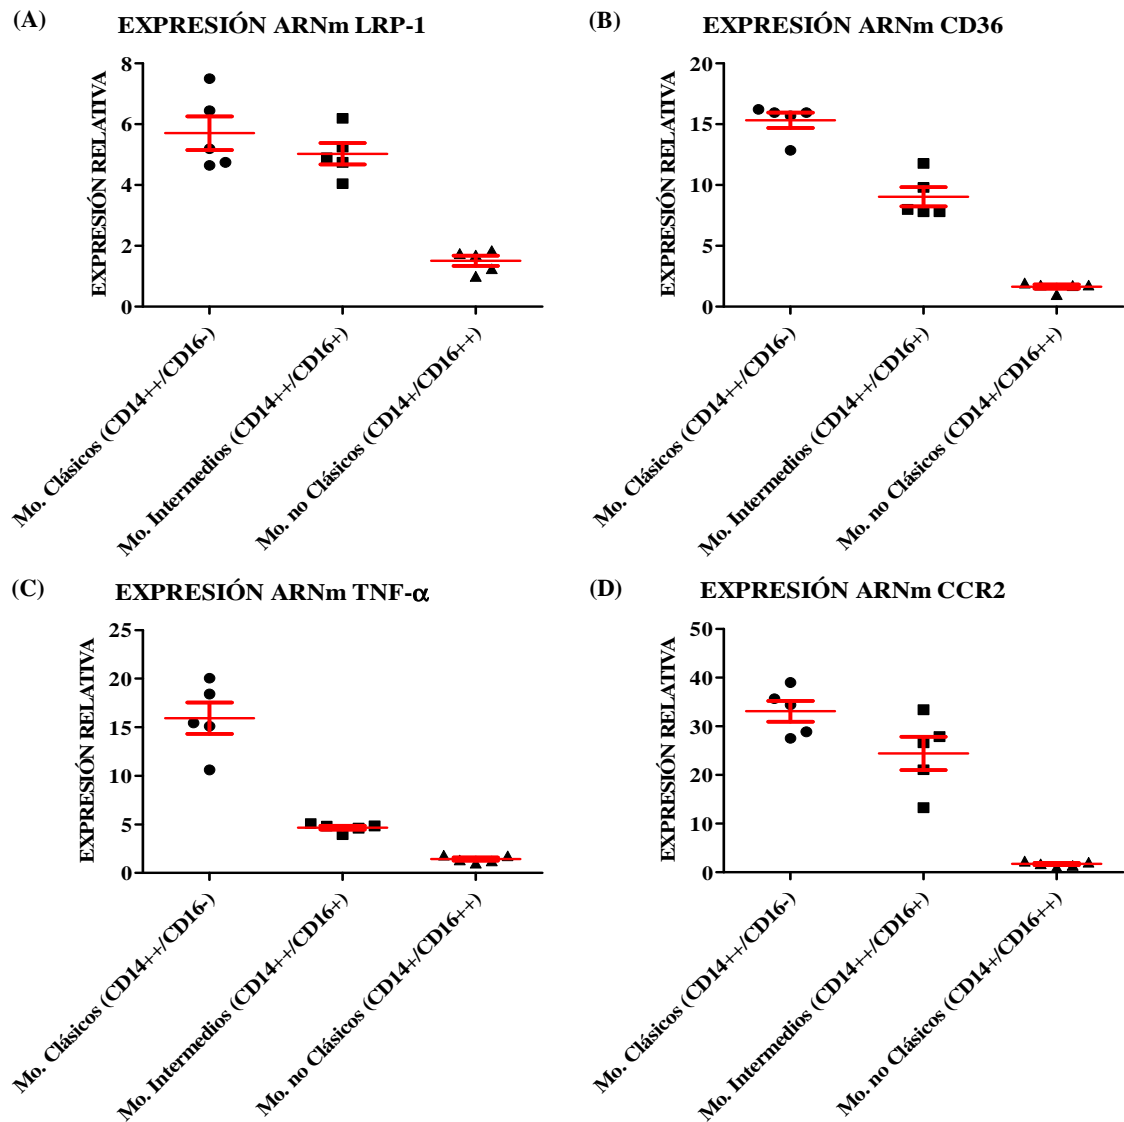 (A)
EXPRESIÓN ARNm LRP-1
EXPRESIÓN RELATIVA
8
6
4
2
0
Mo. Clásicos (CD14++/CD16-)
Mo. Intermedios (CD14++/CD16+)
Mo. no Clásicos (CD14+/CD16++)
(B)
EXPRESIÓN ARNm CD36
EXPRESIÓN RELATIVA
20
15
10
5
0
Mo. Clásicos (CD14++/CD16-)
Mo. Intermedios (CD14++/CD16+)
Mo. no Clásicos (CD14+/CD16++)
(C)
EXPRESIÓN ARNm TNF-α
EXPRESIÓN RELATIVA
25
20
15
10
5
0
Mo. Clásicos (CD14++/CD16-)
Mo. Intermedios (CD14++/CD16+)
Mo. no Clásicos (CD14+/CD16++)
(D)
EXPRESIÓN ARNm CCR2
EXPRESIÓN RELATIVA
50
40
30
20
10
0
Mo. Clásicos (CD14++/CD16-)
Mo. Intermedios (CD14++/CD16+)
Mo. no Clásicos (CD14+/CD16++)